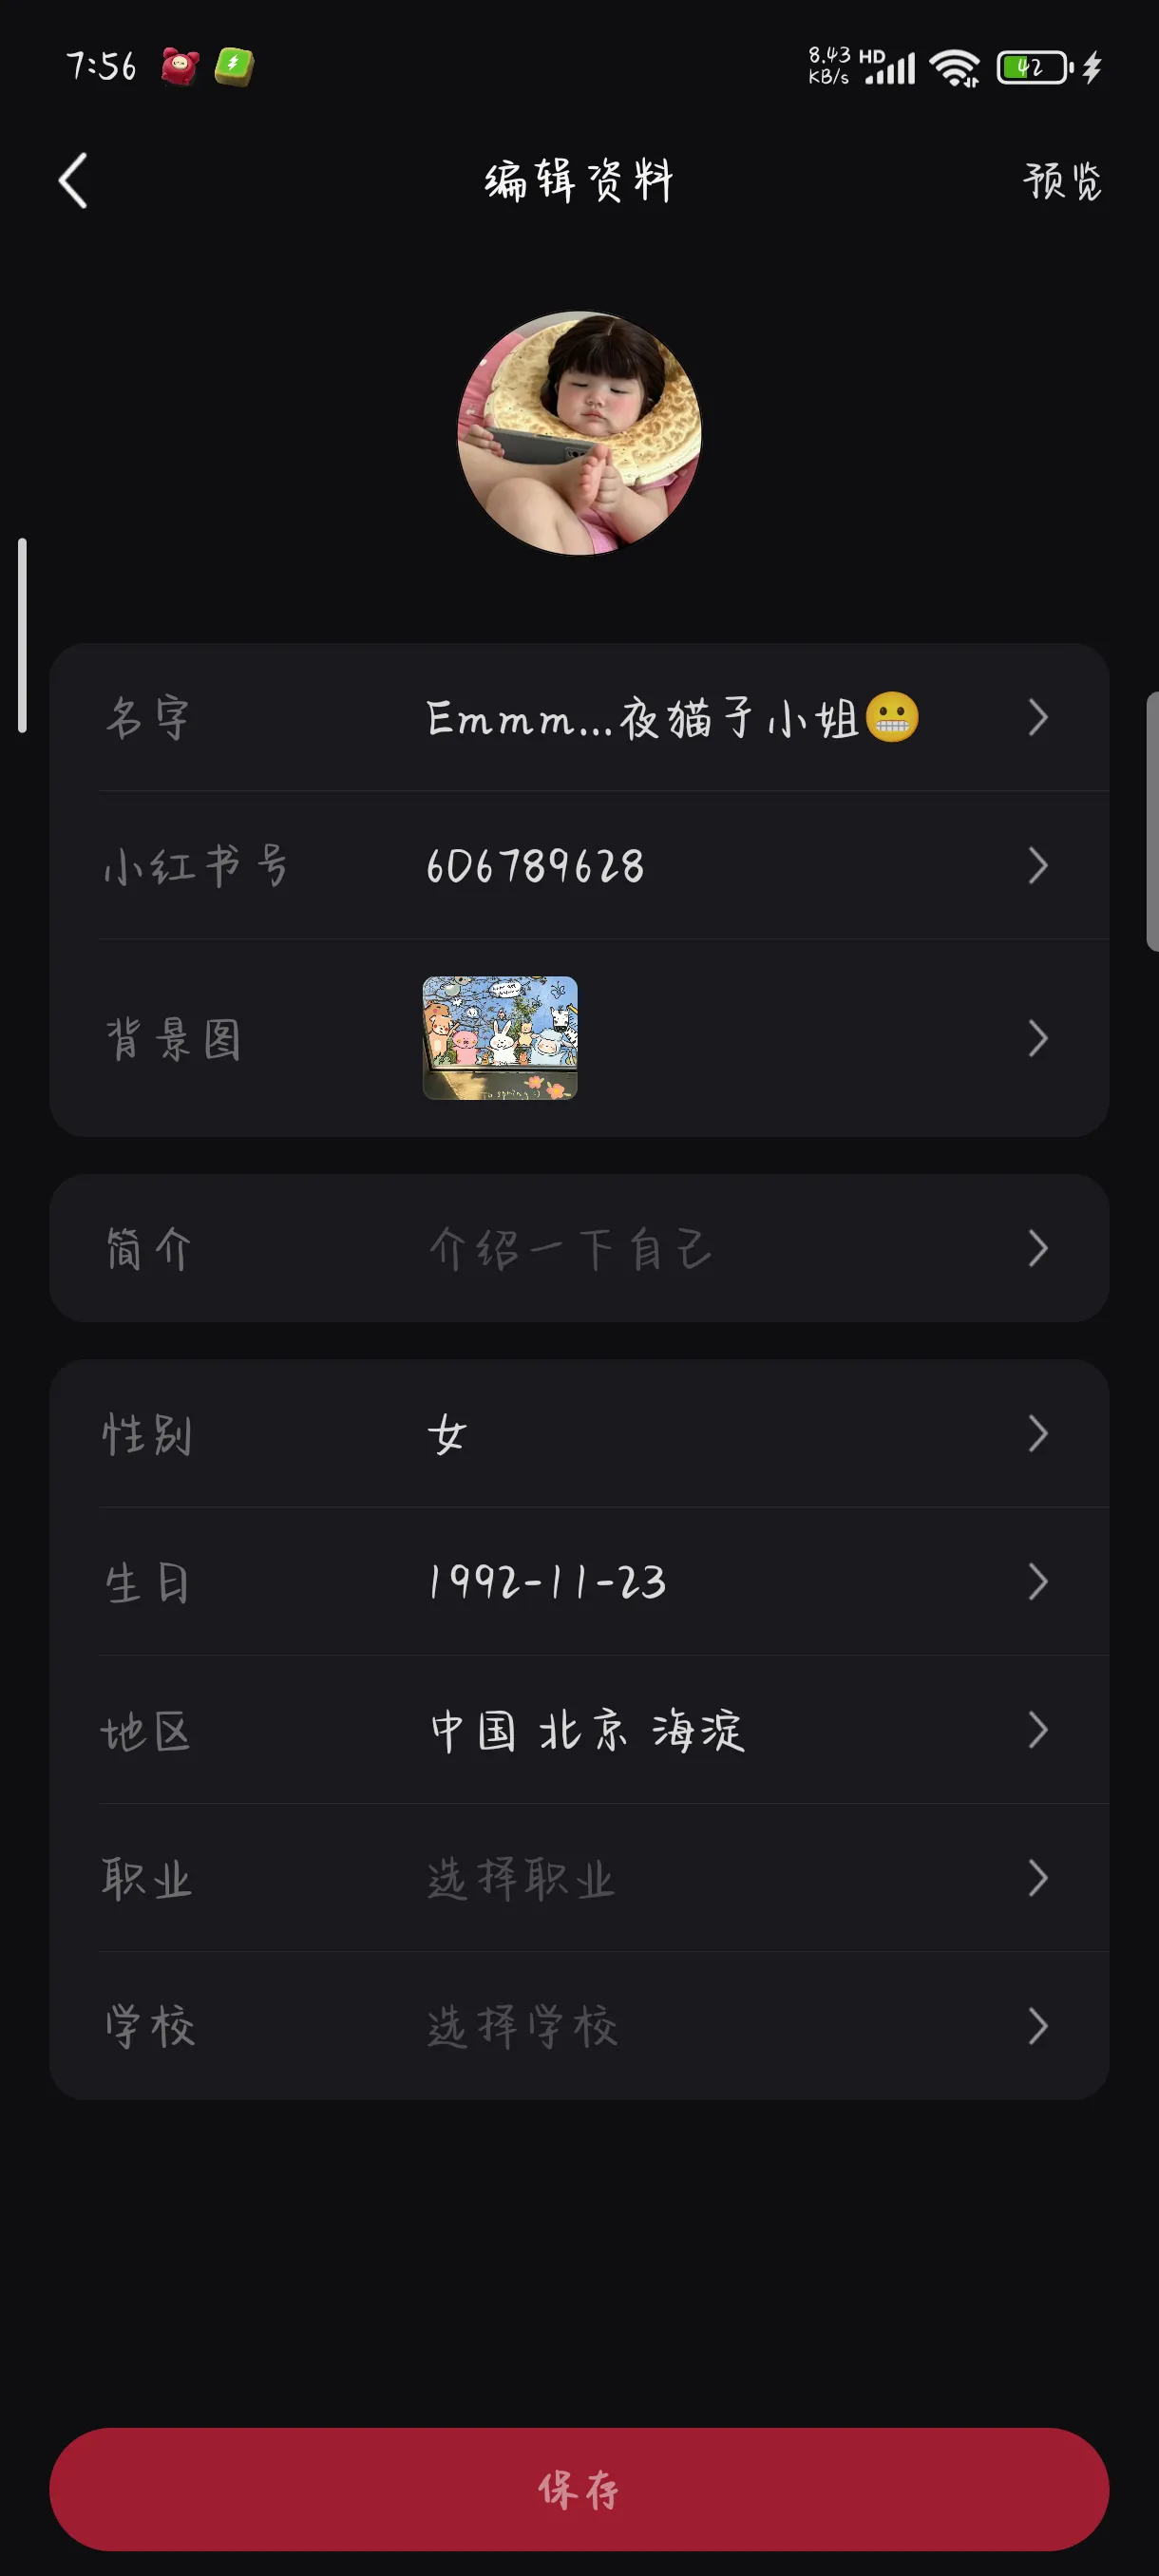 7:56
8.43 KB/s HD 42
编辑资料 预览
名字 Emmm...夜猫子小姐😬
小红书号 606789628
背景图
To spring :)
简介 介绍一下自己
性别 女
生日 1992-11-23
地区 中国 北京 海淀
职业 选择职业
学校 选择学校
保存